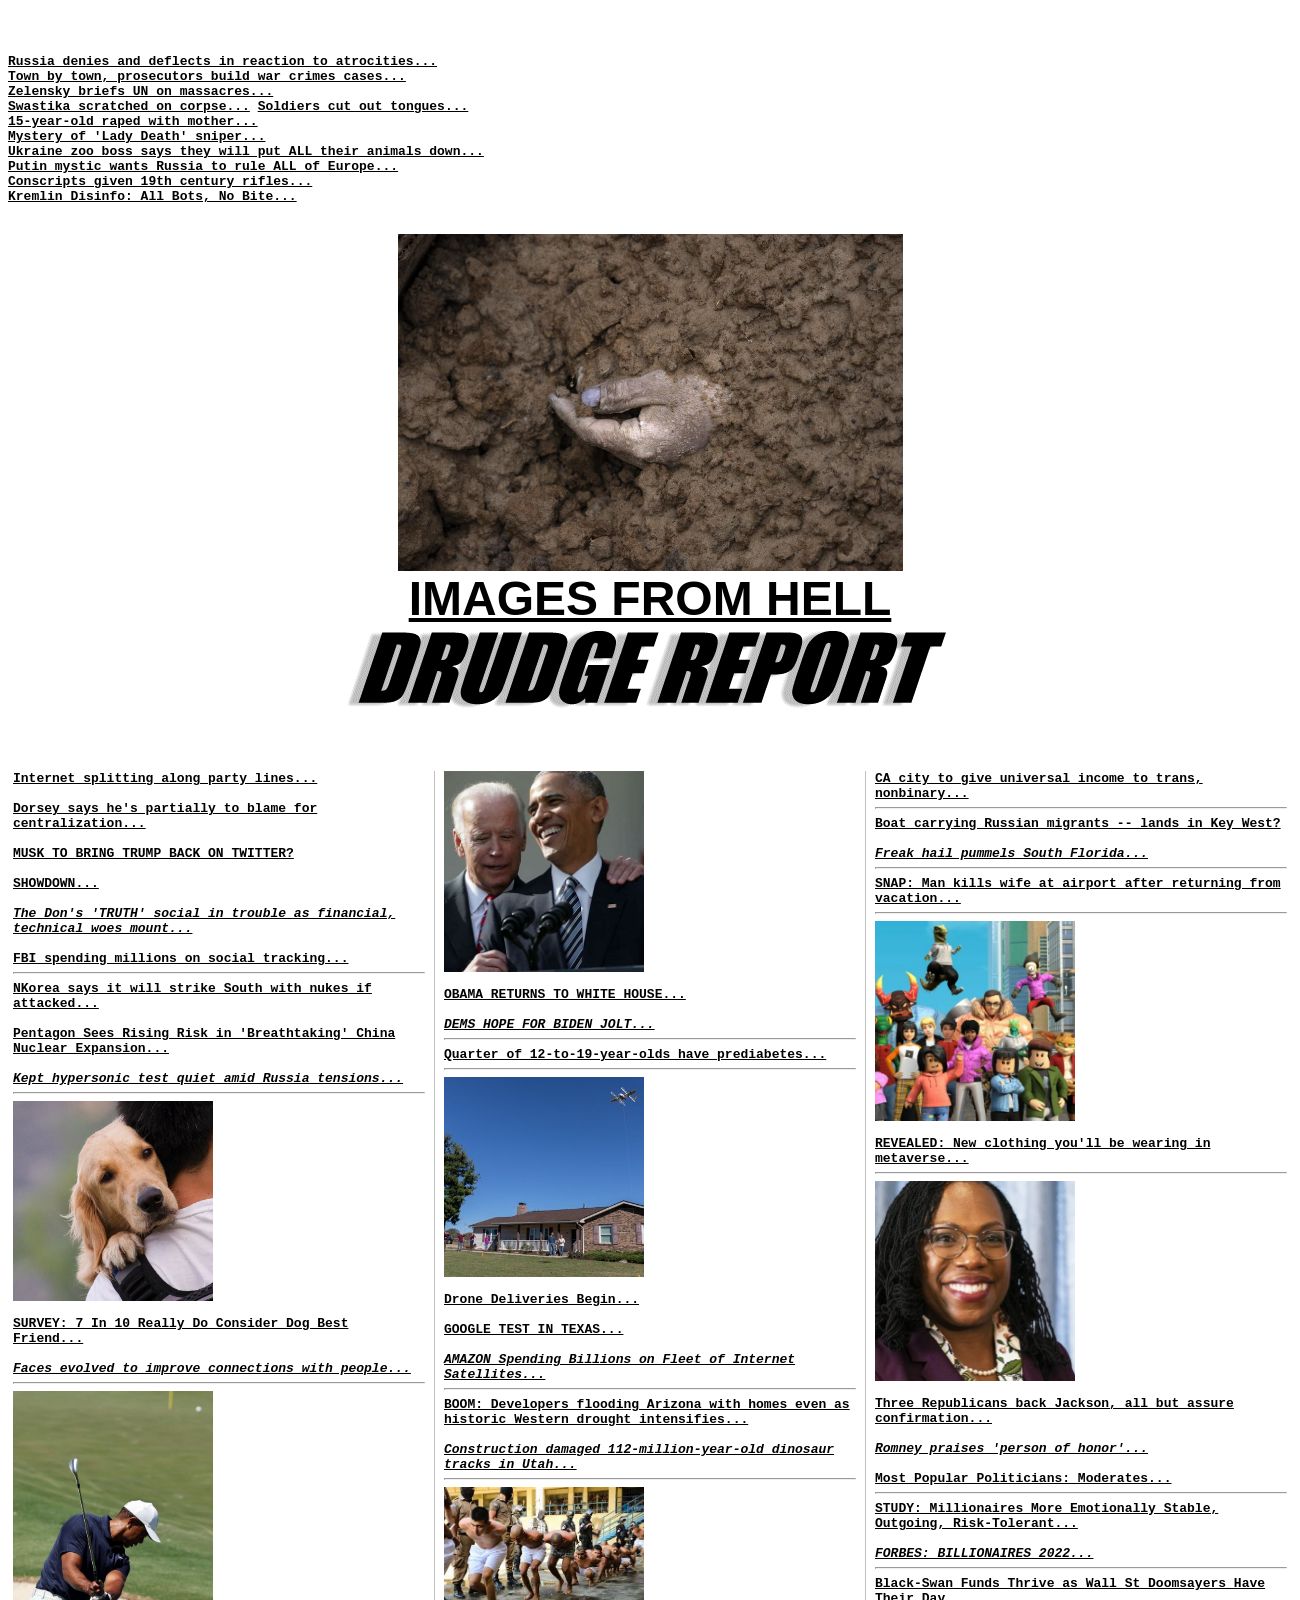 Russia denies and deflects in reaction to atrocities...
Town by town, prosecutors build war crimes cases...
Zelensky briefs UN on massacres...
Swastika scratched on corpse... Soldiers cut out tongues...
15-year-old raped with mother...
Mystery of 'Lady Death' sniper...
Ukraine zoo boss says they will put ALL their animals down...
Putin mystic wants Russia to rule ALL of Europe...
Conscripts given 19th century rifles...
Kremlin Disinfo: All Bots, No Bite...
IMAGES FROM HELL
DRUDGE REPORT
Internet splitting along party lines...
Dorsey says he's partially to blame for
centralization...
MUSK TO BRING TRUMP BACK ON TWITTER?
SHOWDOWN...
The Don's 'TRUTH' social in trouble as financial,
technical woes mount...
FBI spending millions on social tracking...
NKorea says it will strike South with nukes if
attacked...
Pentagon Sees Rising Risk in 'Breathtaking' China
Nuclear Expansion...
Kept hypersonic test quiet amid Russia tensions...
SURVEY: 7 In 10 Really Do Consider Dog Best
Friend...
Faces evolved to improve connections with people...
OBAMA RETURNS TO WHITE HOUSE...
DEMS HOPE FOR BIDEN JOLT...
Quarter of 12-to-19-year-olds have prediabetes...
Drone Deliveries Begin...
GOOGLE TEST IN TEXAS...
AMAZON Spending Billions on Fleet of Internet
Satellites...
BOOM: Developers flooding Arizona with homes even as
historic Western drought intensifies...
Construction damaged 112-million-year-old dinosaur
tracks in Utah...
CA city to give universal income to trans,
nonbinary...
Boat carrying Russian migrants -- lands in Key West?
Freak hail pummels South Florida...
SNAP: Man kills wife at airport after returning from
vacation...
REVEALED: New clothing you'll be wearing in
metaverse...
Three Republicans back Jackson, all but assure
confirmation...
Romney praises 'person of honor'...
Most Popular Politicians: Moderates...
STUDY: Millionaires More Emotionally Stable,
Outgoing, Risk-Tolerant...
FORBES: BILLIONAIRES 2022...
Black-Swan Funds Thrive as Wall St Doomsayers Have
Their Day